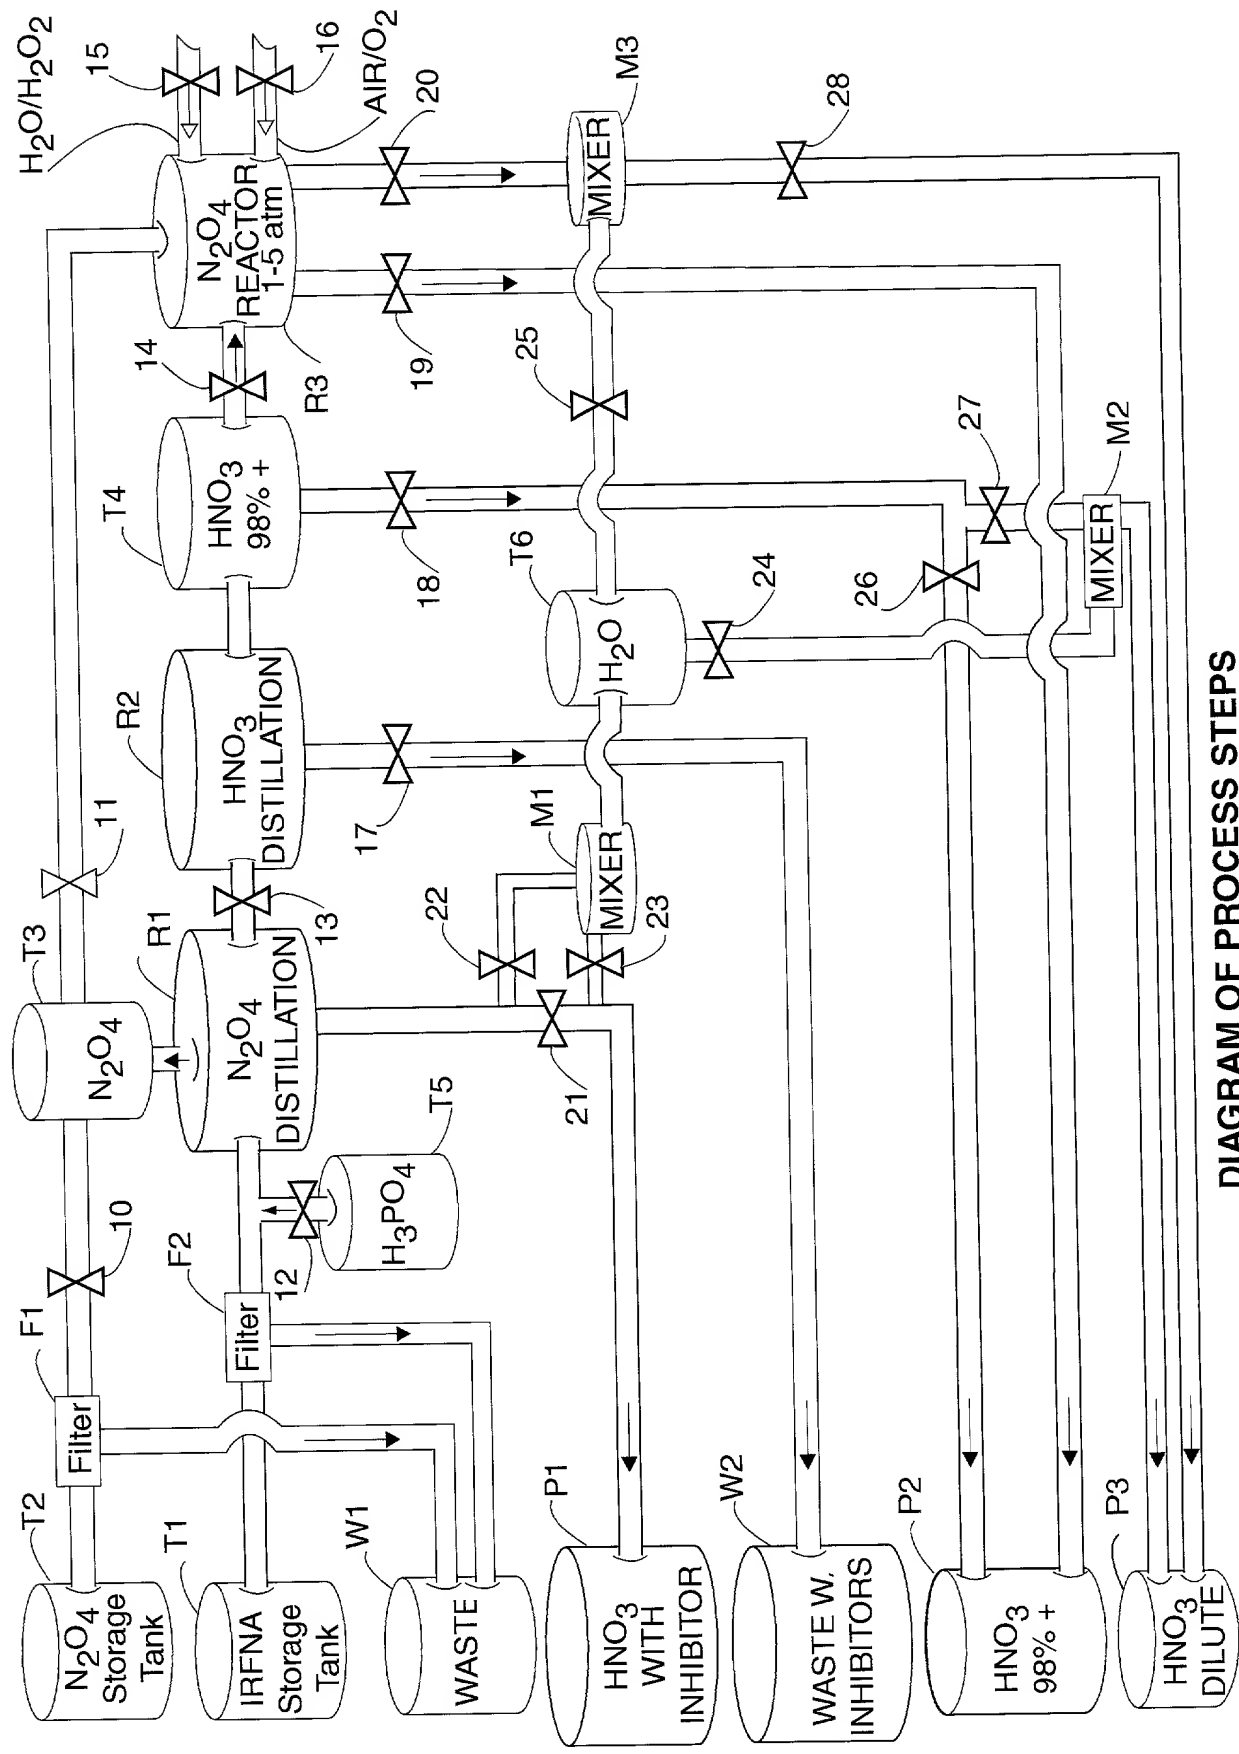 T2
N2O4
Storage
Tank
F1
Filter
10
T3
N2O4
11
H2O/H2O2
15
T1
IRFNA
Storage
Tank
F2
Filter
12
T5
H3PO4
R1
N2O4
DISTILLATION
13
R2
HNO3
DISTILLATION
T4
HNO3
98% +
14
R3
N2O4
REACTOR
1-5 atm
16
AIR/O2
W1
WASTE
17
18
19
20
P1
HNO3
WITH
INHIBITOR
21
22
23
M1
MIXER
T6
H2O
25
M3
MIXER
W2
WASTE W.
INHIBITORS
24
28
P2
HNO3
98% +
26
27
P3
HNO3
DILUTE
M2
MIXER
DIAGRAM OF PROCESS STEPS